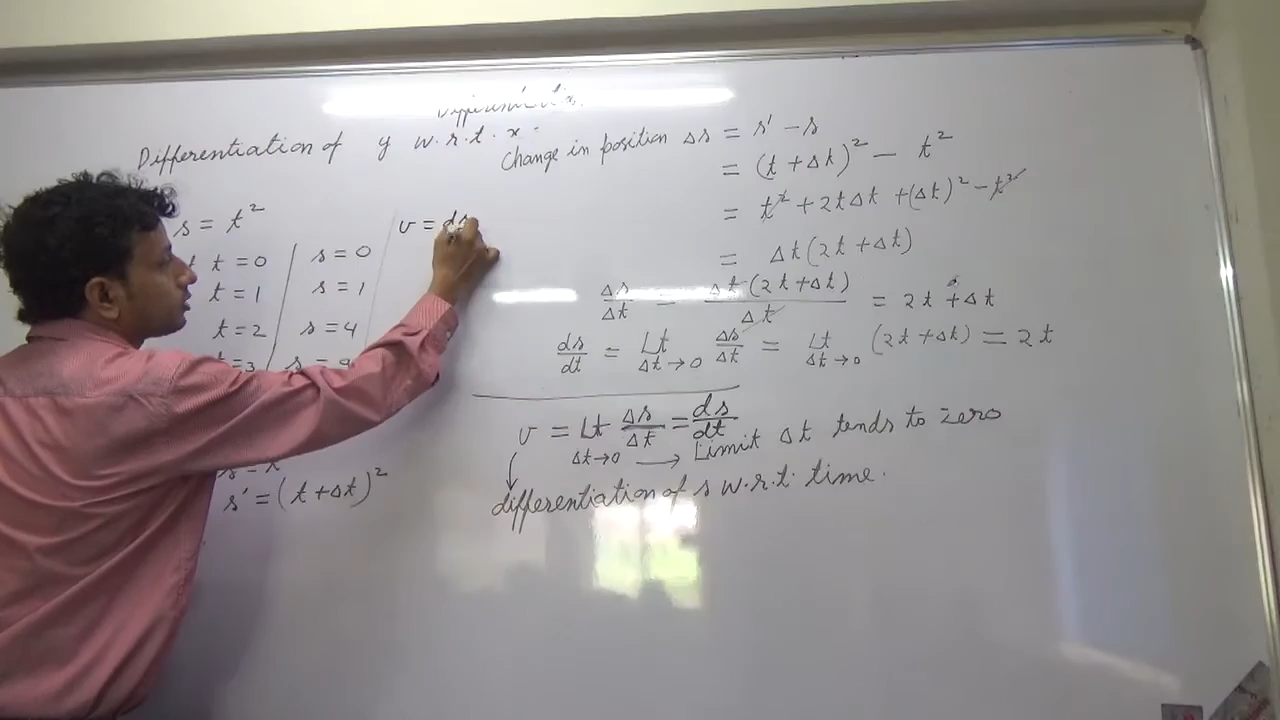 Differentiation of y w.r.t. x
s = t²
t = 0 | s = 0
t = 1 | s = 1
t = 2 | s = 4
t = 3 | s = 9
s = t
s' = (t + Δt)²
v = ds
Change in position Δs = s' - s
= (t + Δt)² - t²
= t² + 2tΔt + (Δt)² - t²
= Δt(2t + Δt)
Δs/Δt = Δt(2t + Δt)/Δt = 2t + Δt
ds/dt = Lt Δt→0 Δs/Δt = Lt Δt→0 (2t + Δt) = 2t
v = Lt Δt→0 Δs/Δt = ds/dt
→ Limit Δt tends to zero
differentiation of s w.r.t. time.